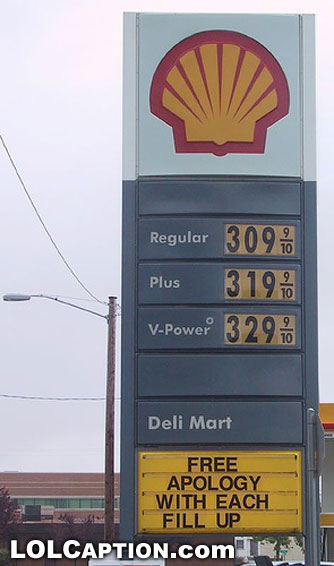 Regular 309 9/10
Plus 319 9/10
V-Power 329 9/10
Deli Mart
FREE
APOLOGY
WITH EACH
FILL UP
LOLCaption.com